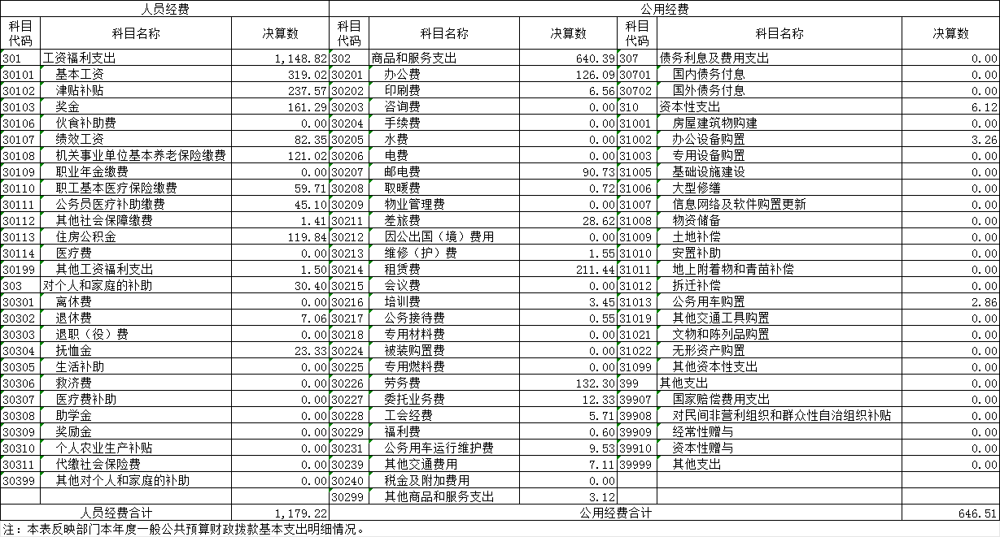 人员经费 公用经费
科目代码 科目名称 决算数 科目代码 科目名称 决算数 科目代码 科目名称 决算数
301 工资福利支出 1,148.82 302 商品和服务支出 640.39 307 债务利息及费用支出 0.00
30101 基本工资 319.02 30201 办公费 126.09 30701 国内债务付息 0.00
30102 津贴补贴 237.57 30202 印刷费 6.56 30702 国外债务付息 0.00
30103 奖金 161.29 30203 咨询费 0.00 310 资本性支出 6.12
30106 伙食补助费 0.00 30204 手续费 0.00 31001 房屋建筑物购建 0.00
30107 绩效工资 82.35 30205 水费 0.00 31002 办公设备购置 3.26
30108 机关事业单位基本养老保险缴费 121.02 30206 电费 0.00 31003 专用设备购置 0.00
30109 职业年金缴费 0.00 30207 邮电费 90.73 31005 基础设施建设 0.00
30110 职工基本医疗保险缴费 59.71 30208 取暖费 0.72 31006 大型修缮 0.00
30111 公务员医疗补助缴费 45.10 30209 物业管理费 0.00 31007 信息网络及软件购置更新 0.00
30112 其他社会保障缴费 1.41 30211 差旅费 28.62 31008 物资储备 0.00
30113 住房公积金 119.84 30212 因公出国（境）费用 0.00 31009 土地补偿 0.00
30114 医疗费 0.00 30213 维修（护）费 1.55 31010 安置补助 0.00
30199 其他工资福利支出 1.50 30214 租赁费 211.44 31011 地上附着物和青苗补偿 0.00
303 对个人和家庭的补助 30.40 30215 会议费 0.00 31012 拆迁补偿 0.00
30301 离休费 0.00 30216 培训费 3.45 31013 公务用车购置 2.86
30302 退休费 7.06 30217 公务接待费 0.55 31019 其他交通工具购置 0.00
30303 退职（役）费 0.00 30218 专用材料费 0.00 31021 文物和陈列品购置 0.00
30304 抚恤金 23.33 30224 被装购置费 0.00 31022 无形资产购置 0.00
30305 生活补助 0.00 30225 专用燃料费 0.00 31099 其他资本性支出 0.00
30306 救济费 0.00 30226 劳务费 132.30 399 其他支出 0.00
30307 医疗费补助 0.00 30227 委托业务费 12.33 39907 国家赔偿费用支出 0.00
30308 助学金 0.00 30228 工会经费 5.71 39908 对民间非营利组织和群众性自治组织补贴 0.00
30309 奖励金 0.00 30229 福利费 0.60 39909 经常性赠与 0.00
30310 个人农业生产补贴 0.00 30231 公务用车运行维护费 9.53 39910 资本性赠与 0.00
30311 代缴社会保险费 0.00 30239 其他交通费用 7.11 39999 其他支出 0.00
30399 其他对个人和家庭的补助 0.00 30240 税金及附加费用 0.00
30299 其他商品和服务支出 3.12
人员经费合计 1,179.22 公用经费合计 646.51
注：本表反映部门本年度一般公共预算财政拨款基本支出明细情况。